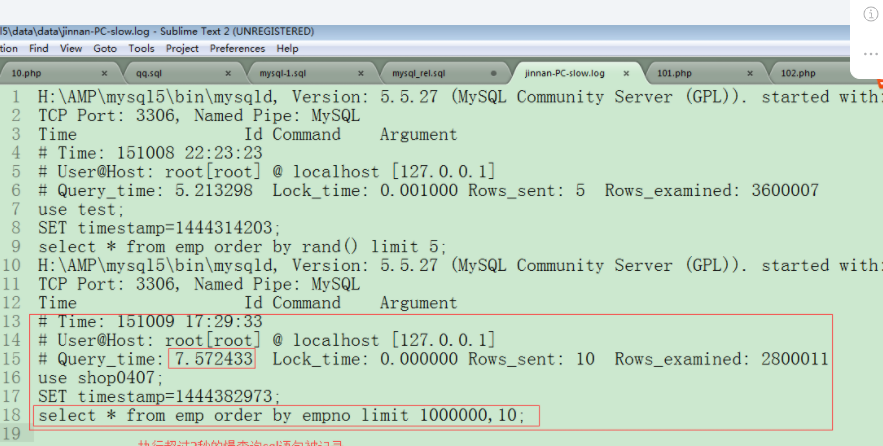 l5\data\data\jinnan-PC-slow.log - Sublime Text 2 (UNREGISTERED)
tion Find View Goto Tools Project Preferences Help
10.php × qq.sql × mysql-1.sql × mysql_rel.sql jinnan-PC-slow.log × 101.php × 102.php
1 H:\AMP\mysql5\bin\mysqld, Version: 5.5.27 (MySQL Community Server (GPL)). started with:
2 TCP Port: 3306, Named Pipe: MySQL
3 Time Id Command Argument
4 # Time: 151008 22:23:23
5 # User@Host: root[root] @ localhost [127.0.0.1]
6 # Query_time: 5.213298 Lock_time: 0.001000 Rows_sent: 5 Rows_examined: 3600007
7 use test;
8 SET timestamp=1444314203;
9 select * from emp order by rand() limit 5;
10 H:\AMP\mysql5\bin\mysqld, Version: 5.5.27 (MySQL Community Server (GPL)). started with:
11 TCP Port: 3306, Named Pipe: MySQL
12 Time Id Command Argument
13 # Time: 151009 17:29:33
14 # User@Host: root[root] @ localhost [127.0.0.1]
15 # Query_time: 7.572433 Lock_time: 0.000000 Rows_sent: 10 Rows_examined: 2800011
16 use shop0407;
17 SET timestamp=1444382973;
18 select * from emp order by empno limit 1000000,10;
19